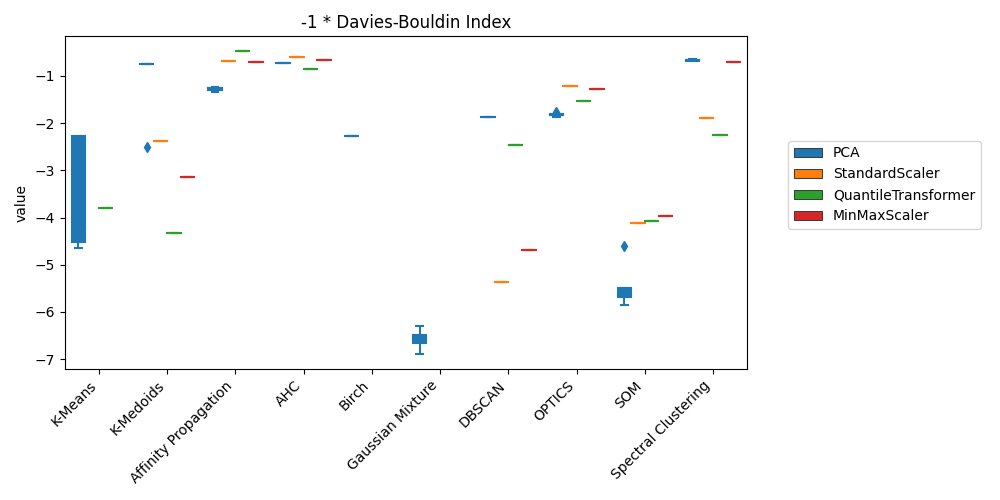 -1 * Davies-Bouldin Index
value
−1
−2
−3
−4
−5
−6
−7
K-Means
K-Medoids
Affinity Propagation
AHC
Birch
Gaussian Mixture
DBSCAN
OPTICS
SOM
Spectral Clustering
PCA
StandardScaler
QuantileTransformer
MinMaxScaler